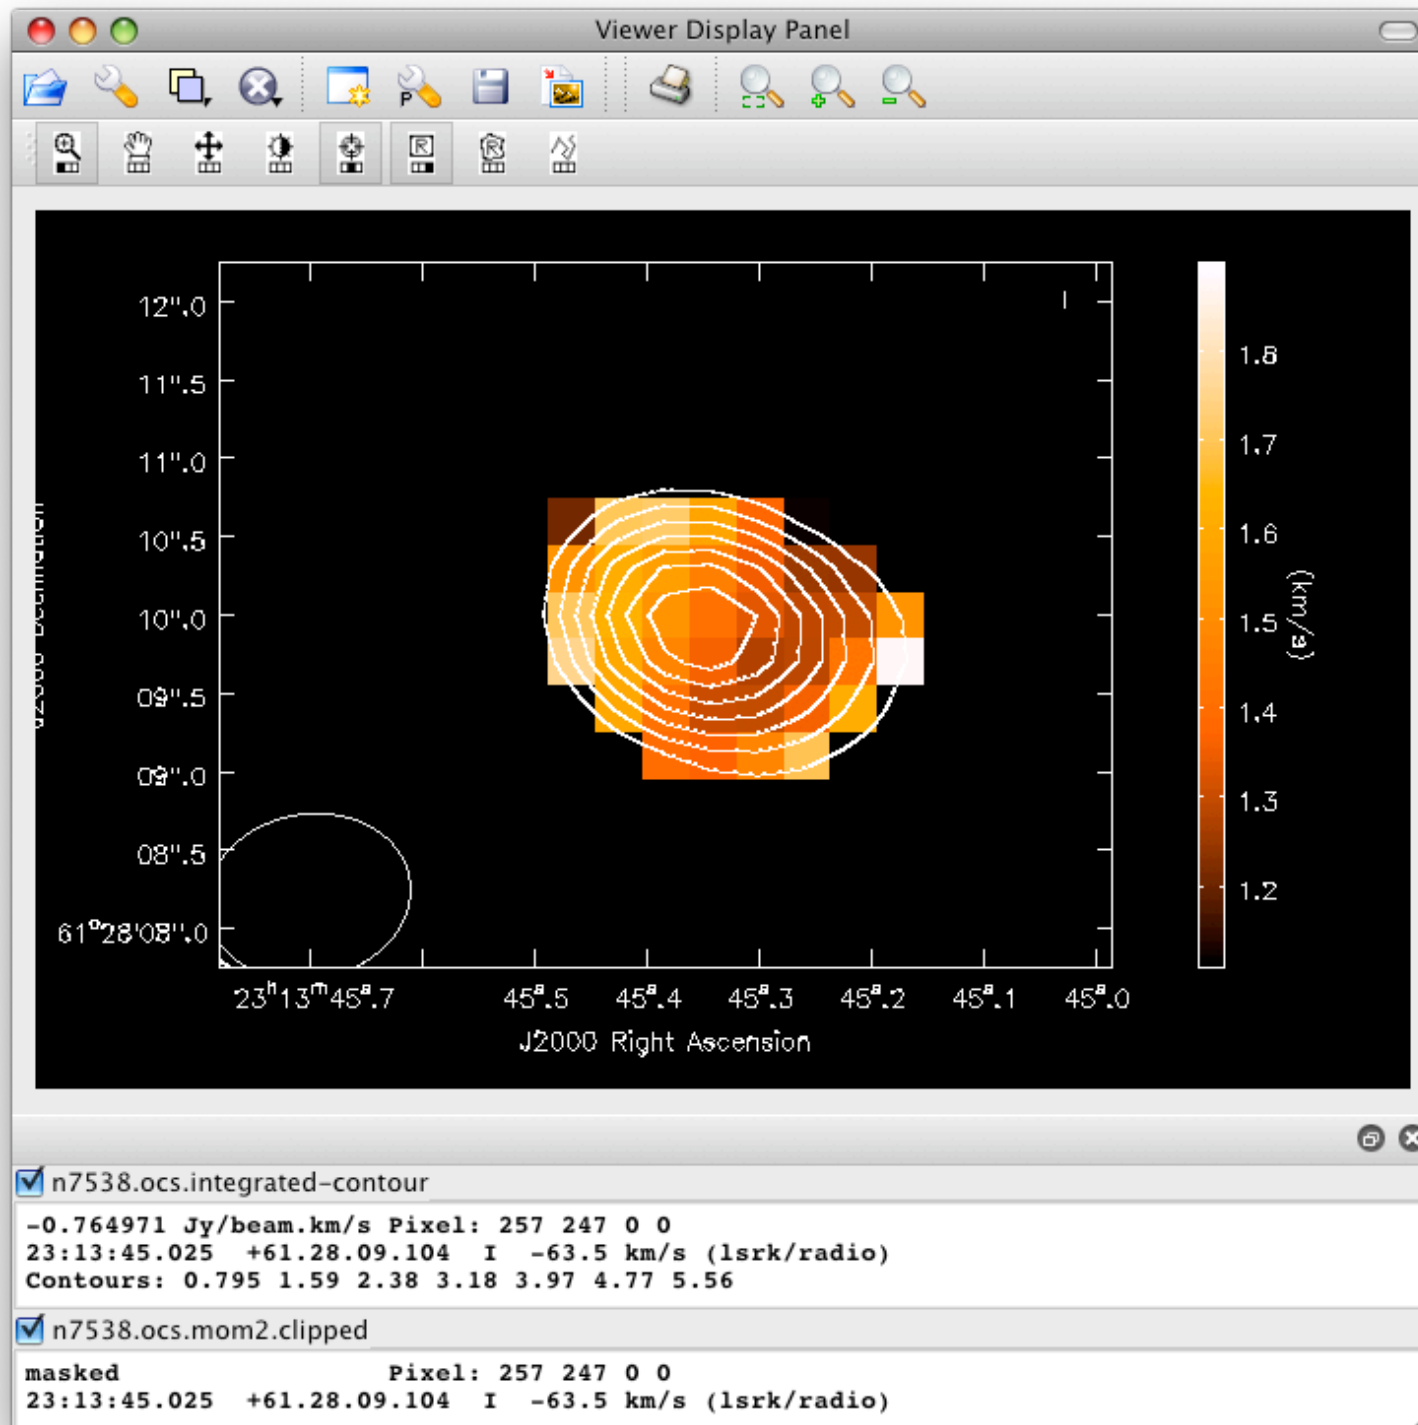 Viewer Display Panel
P
R
R
I
12".0
11".5
11".0
10".5
10".0
09".5
09".0
08".5
61°28'08".0
J2000 Declination
1.8
1.7
1.6
1.5
1.4
1.3
1.2
(km/s)
23ʰ13ᵐ45ˢ.7 45ˢ.5 45ˢ.4 45ˢ.3 45ˢ.2 45ˢ.1 45ˢ.0
J2000 Right Ascension
n7538.ocs.integrated-contour
-0.764971 Jy/beam.km/s Pixel: 257 247 0 0
23:13:45.025 +61.28.09.104 I -63.5 km/s (lsrk/radio)
Contours: 0.795 1.59 2.38 3.18 3.97 4.77 5.56
n7538.ocs.mom2.clipped
masked Pixel: 257 247 0 0
23:13:45.025 +61.28.09.104 I -63.5 km/s (lsrk/radio)